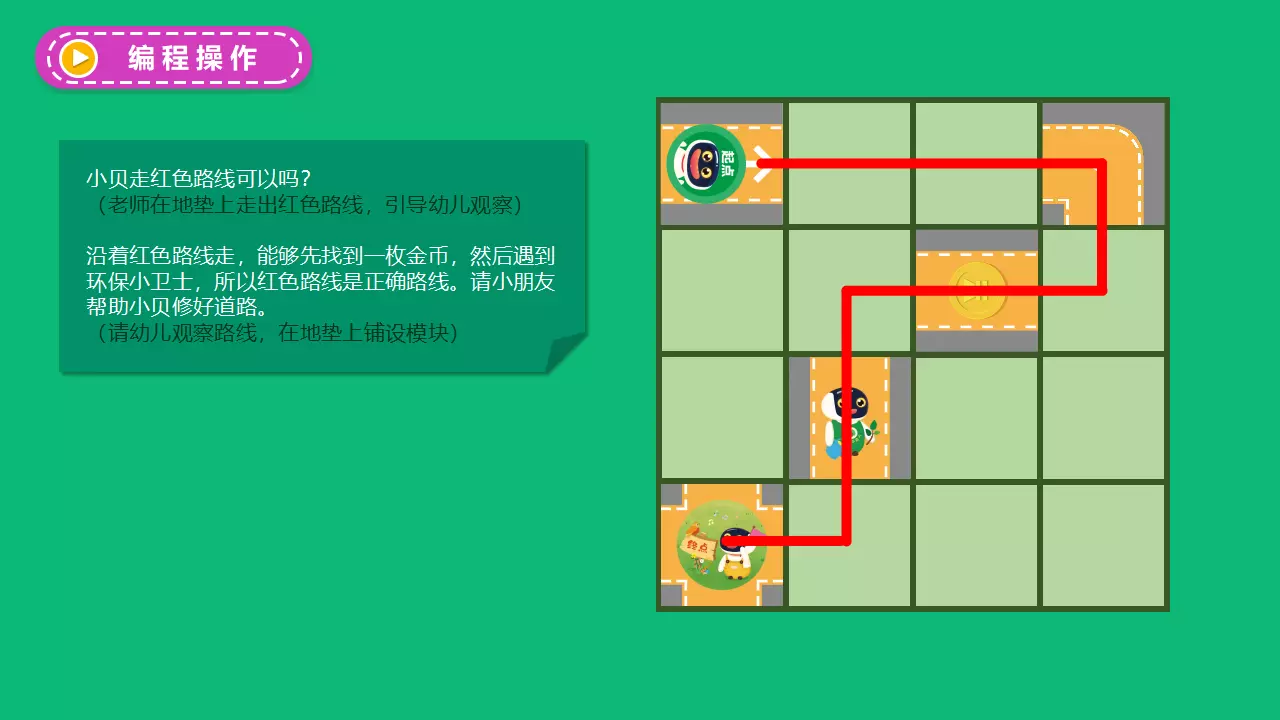 编程操作
小贝走红色路线可以吗？
（老师在地垫上走出红色路线，引导幼儿观察）
沿着红色路线走，能够先找到一枚金币，然后遇到
环保小卫士，所以红色路线是正确路线。请小朋友
帮助小贝修好道路。
（请幼儿观察路线，在地垫上铺设模块）
起点
终点